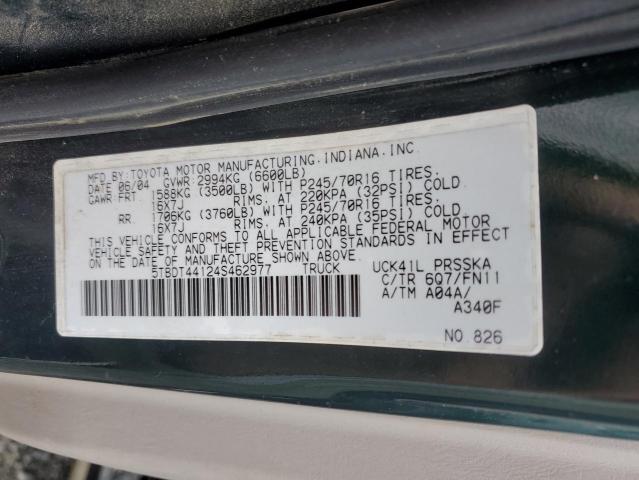 MFD.BY:TOYOTA MOTOR MANUFACTURING.INDIANA.INC
DATE 06/04 GVWR 2994KG (6600LB)
GAWR:FRT. 1588KG (3500LB) WITH P245/70R16 TIRES,
16X7J RIMS, AT 220KPA (32PSI) COLD
RR. 1706KG (3760LB) WITH P245/70R16 TIRES,
16X7J RIMS, AT 240KPA (35PSI) COLD
THIS VEHICLE CONFORMS TO ALL APPLICABLE FEDERAL MOTOR
VEHICLE SAFETY AND THEFT PREVENTION STANDARDS IN EFFECT
ON THE DATE OF MANUFACTURE SHOWN ABOVE.
5TBDT44124S462977 TRUCK
UCK41L PRSSKA
C/TR 6Q7/FN11
A/TM A04A/
A340F
NO.826